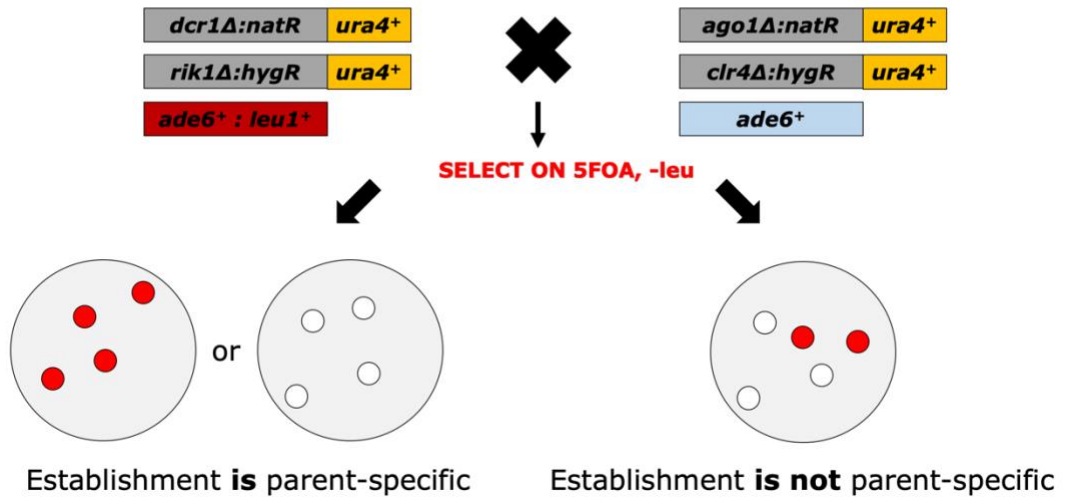 dcr1Δ:natR ura4⁺ ago1Δ:natR ura4⁺
rik1Δ:hygR ura4⁺ clr4Δ:hygR ura4⁺
ade6⁺ : leu1⁺ ade6⁺
SELECT ON 5FOA, -leu
or
Establishment is parent-specific
Establishment is not parent-specific